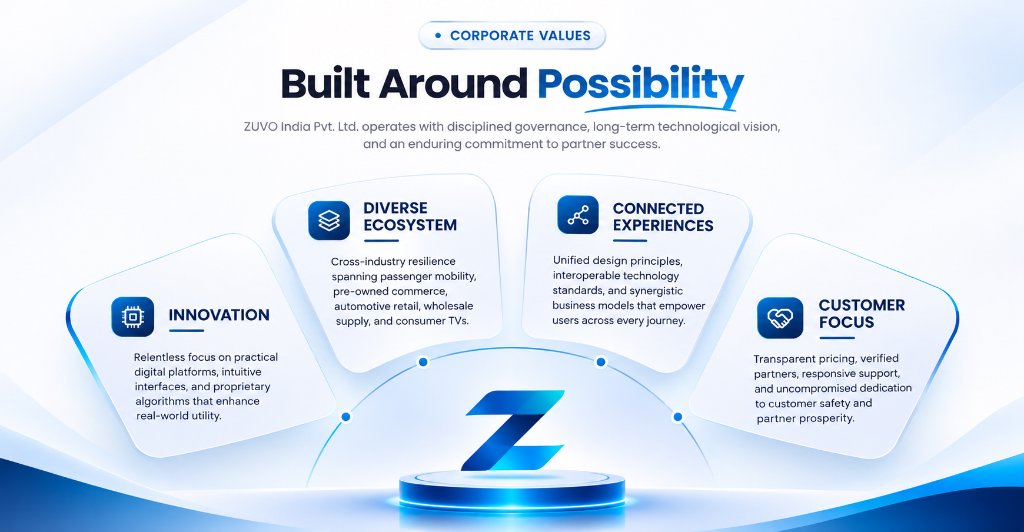 CORPORATE VALUES
Built Around Possibility
ZUVO India Pvt. Ltd. operates with disciplined governance, long-term technological vision,
and an enduring commitment to partner success.
INNOVATION
Relentless focus on practical
digital platforms, intuitive
interfaces, and proprietary
algorithms that enhance
real-world utility.
DIVERSE
ECOSYSTEM
Cross-industry resilience
spanning passenger mobility,
pre-owned commerce,
automotive retail, wholesale
supply, and consumer TVs.
CONNECTED
EXPERIENCES
Unified design principles,
interoperable technology
standards, and synergistic
business models that empower
users across every journey.
CUSTOMER
FOCUS
Transparent pricing, verified
partners, responsive support,
and uncompromised dedication
to customer safety and
partner prosperity.
Z